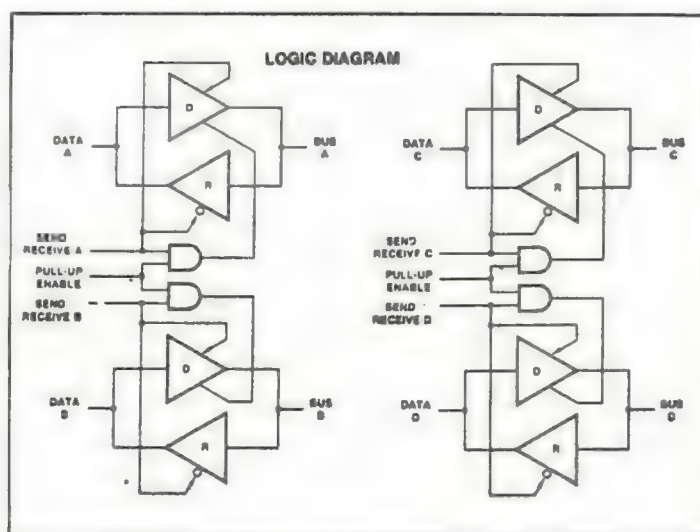 LOGIC DIAGRAM
D
DATA
A
BUS
A
R
SEND
RECEIVE A
PULL-UP
ENABLE
SEND
RECEIVE B
D
DATA
B
BUS
B
R
D
DATA
C
BUS
C
R
SEND
RECEIVE C
PULL-UP
ENABLE
SEND
RECEIVE D
D
DATA
D
BUS
D
R